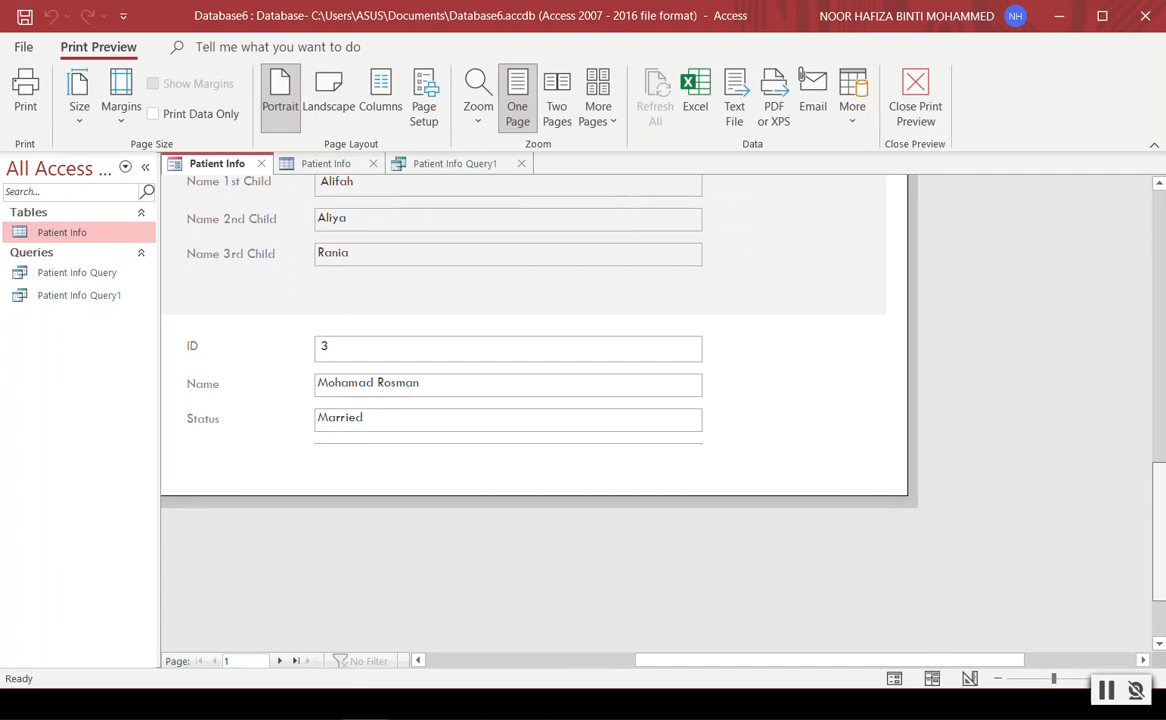 Database6 : Database- C:\Users\ASUS\Documents\Database6.accdb (Access 2007 - 2016 file format) - Access
NOOR HAFIZA BINTI MOHAMMED NH
File Print Preview Tell me what you want to do
Print
Size
Margins
Show Margins
Print Data Only
Portrait
Landscape
Columns
Page Setup
Zoom
One Page
Two Pages
More Pages
Refresh All
Excel
Text File
PDF or XPS
Email
More
Close Print Preview
Print Page Size Page Layout Zoom Data Close Preview
All Access ... «
Patient Info Patient Info Patient Info Query1
Search...
Tables
Patient Info
Queries
Patient Info Query
Patient Info Query1
Name 1st Child Alifah
Name 2nd Child Aliya
Name 3rd Child Rania
ID 3
Name Mohamad Rosman
Status Married
Page: 1 No Filter
Ready